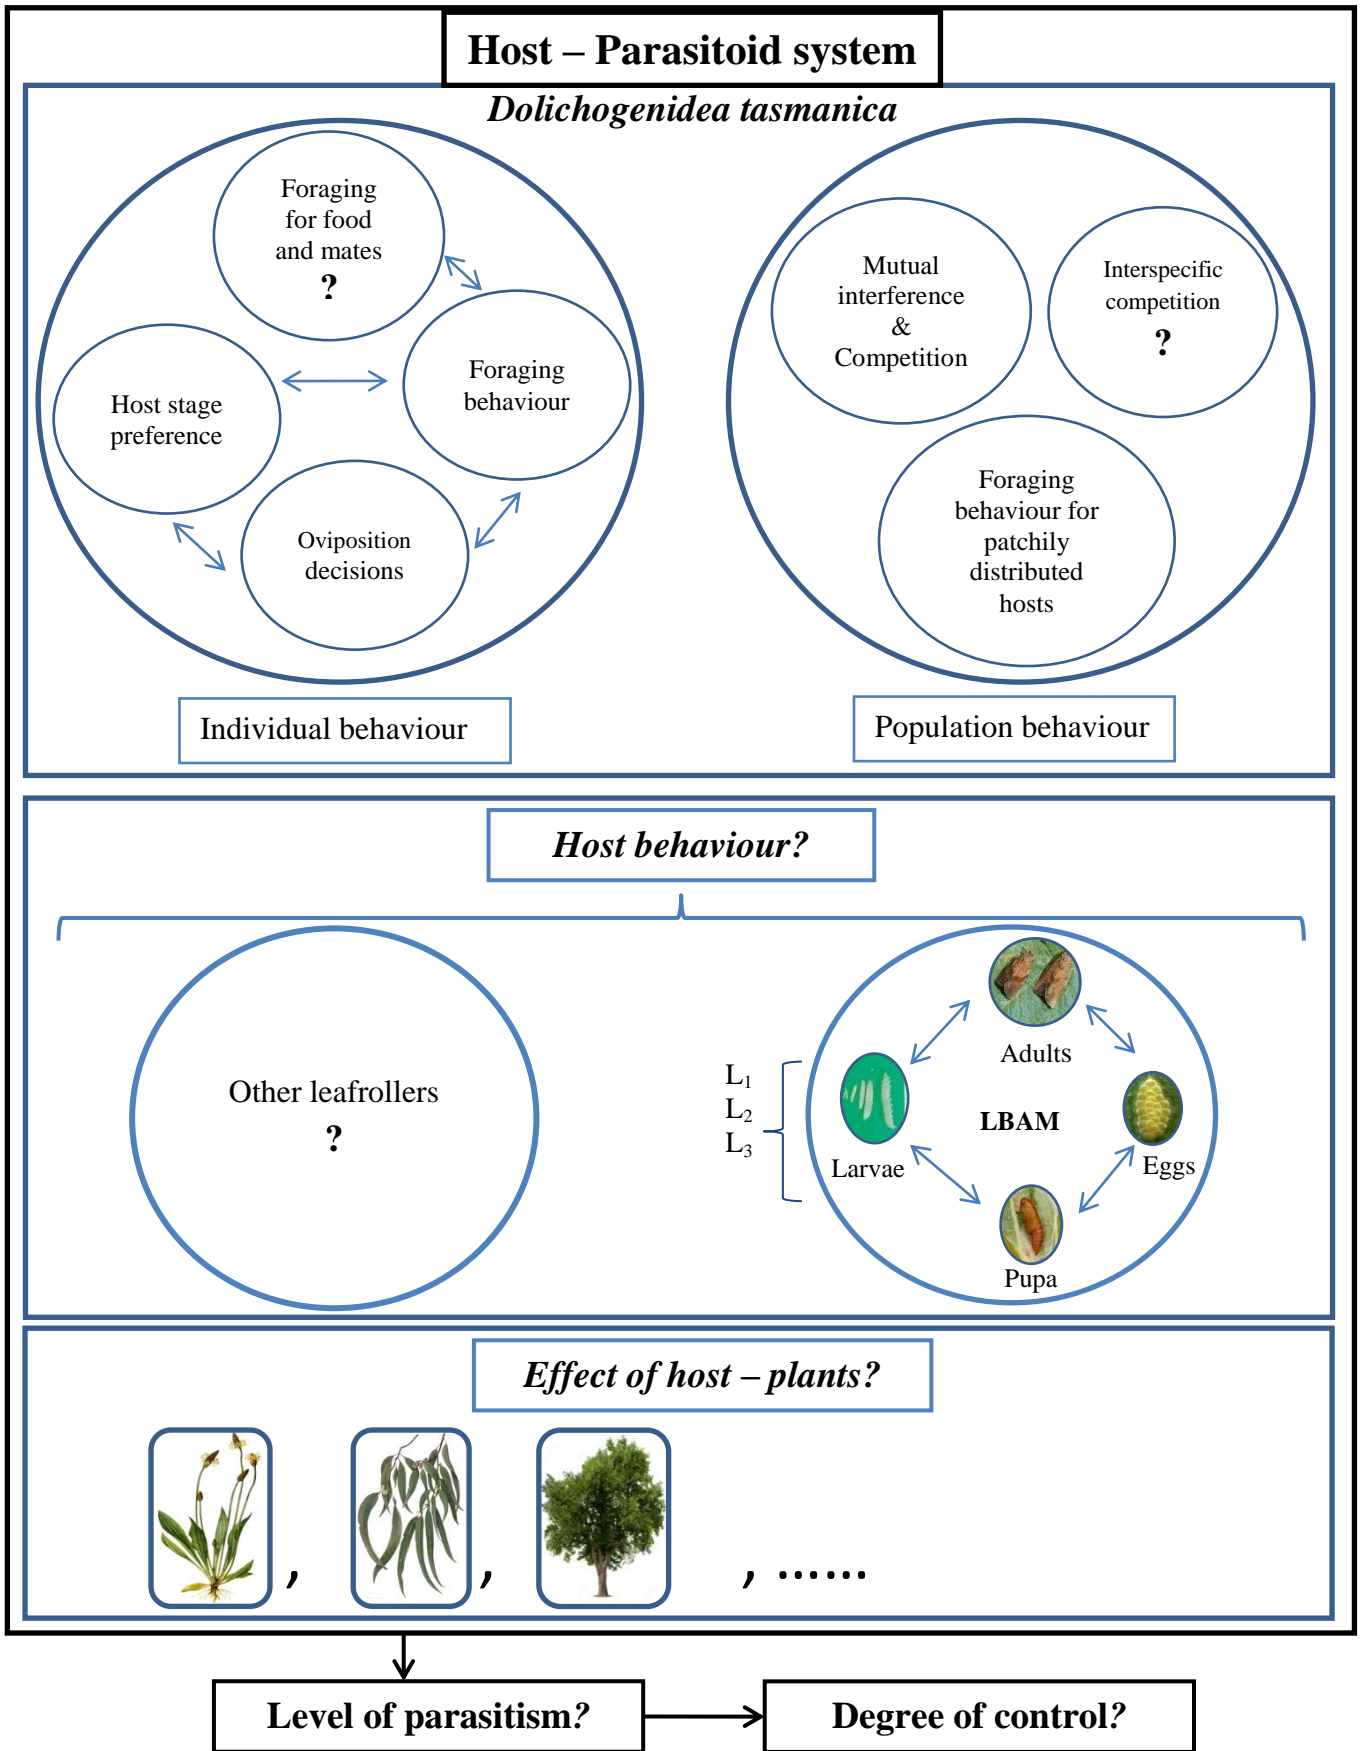 Host – Parasitoid system
Dolichogenidea tasmanica
Foraging
for food
and mates
?
Host stage
preference
Foraging
behaviour
Oviposition
decisions
Individual behaviour
Mutual
interference
&
Competition
Interspecific
competition
?
Foraging
behaviour for
patchily
distributed
hosts
Population behaviour
Host behaviour?
Other leafrollers
?
L1
L2
L3
Adults
LBAM
Larvae
Eggs
Pupa
Effect of host – plants?
, , , ......
Level of parasitism?
Degree of control?